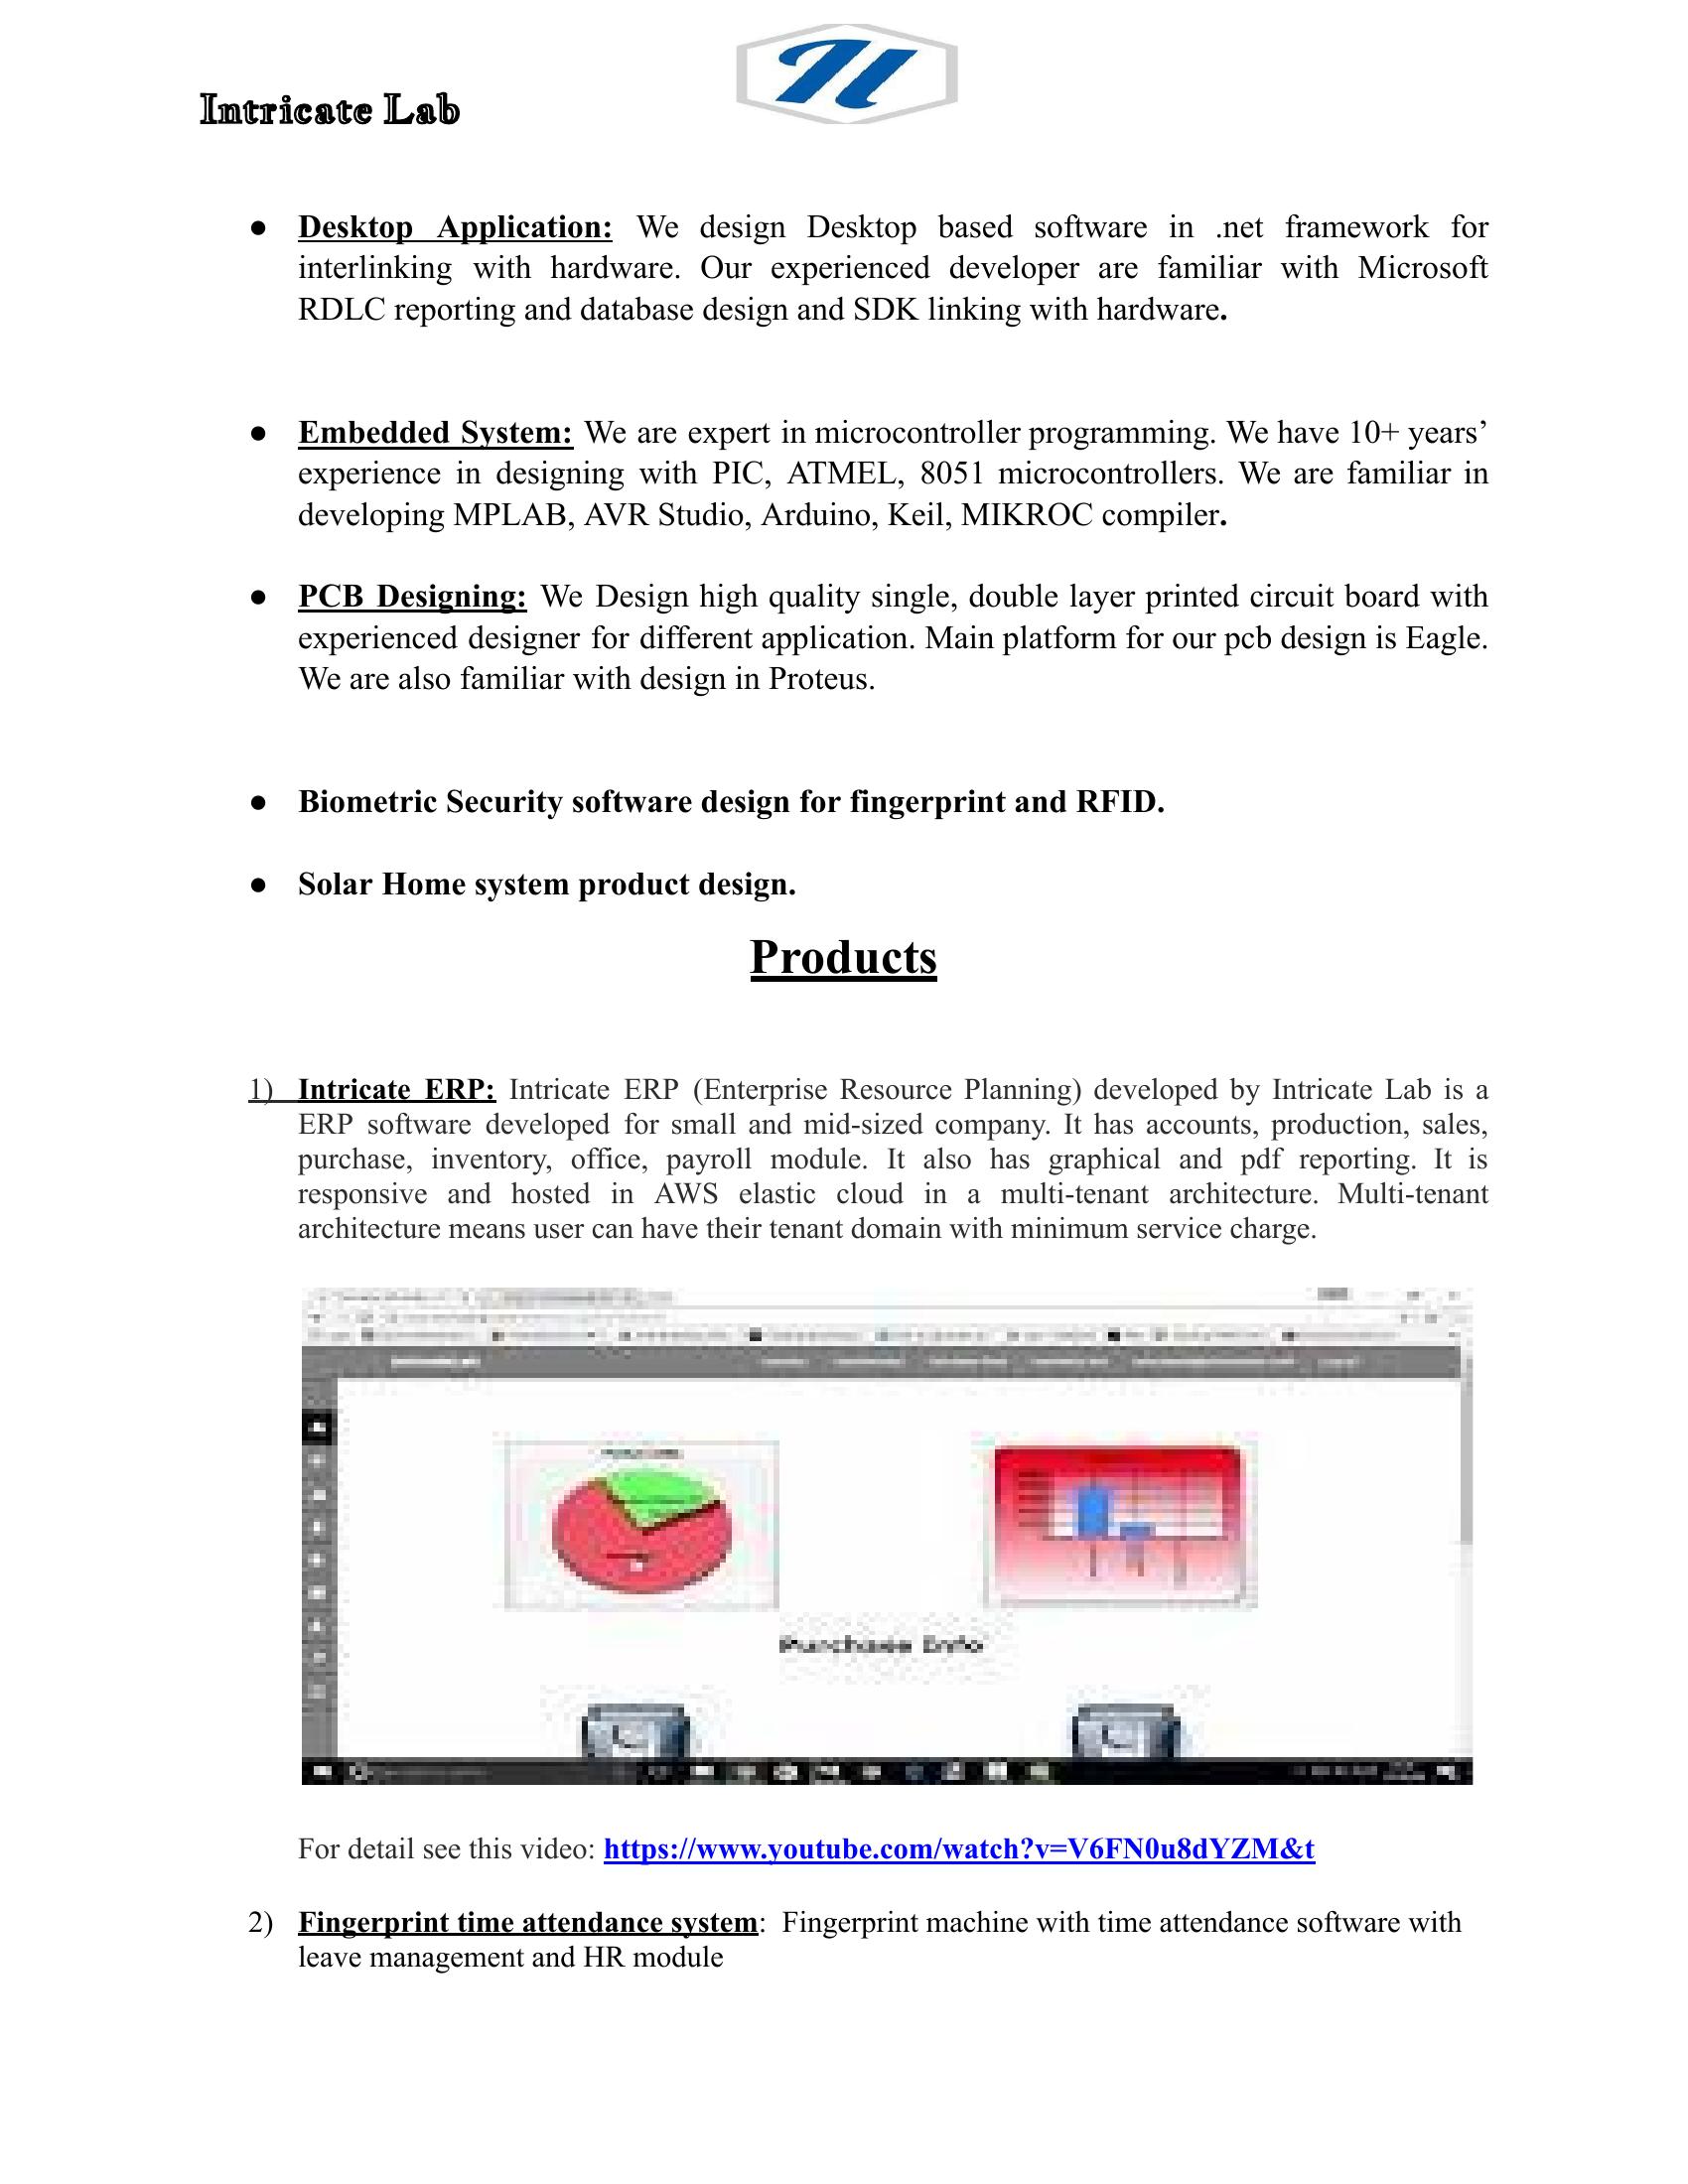 Intricate Lab
● Desktop Application: We design Desktop based software in .net framework for
interlinking with hardware. Our experienced developer are familiar with Microsoft
RDLC reporting and database design and SDK linking with hardware.
● Embedded System: We are expert in microcontroller programming. We have 10+ years’
experience in designing with PIC, ATMEL, 8051 microcontrollers. We are familiar in
developing MPLAB, AVR Studio, Arduino, Keil, MIKROC compiler.
● PCB Designing: We Design high quality single, double layer printed circuit board with
experienced designer for different application. Main platform for our pcb design is Eagle.
We are also familiar with design in Proteus.
● Biometric Security software design for fingerprint and RFID.
● Solar Home system product design.
Products
1) Intricate ERP: Intricate ERP (Enterprise Resource Planning) developed by Intricate Lab is a
ERP software developed for small and mid-sized company. It has accounts, production, sales,
purchase, inventory, office, payroll module. It also has graphical and pdf reporting. It is
responsive and hosted in AWS elastic cloud in a multi-tenant architecture. Multi-tenant
architecture means user can have their tenant domain with minimum service charge.
Purchase Info
For detail see this video: https://www.youtube.com/watch?v=V6FN0u8dYZM&t
2) Fingerprint time attendance system: Fingerprint machine with time attendance software with
leave management and HR module